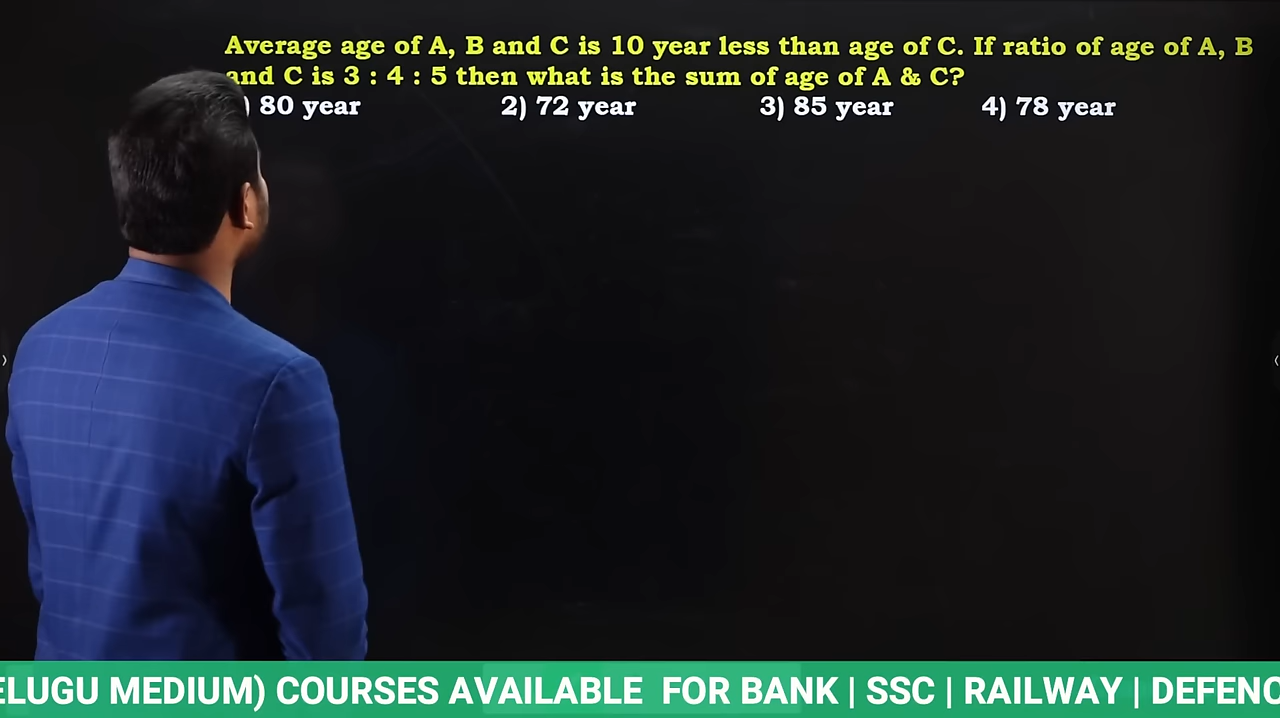 Average age of A, B and C is 10 year less than age of C. If ratio of age of A, B
and C is 3 : 4 : 5 then what is the sum of age of A & C?
) 80 year 2) 72 year 3) 85 year 4) 78 year
ELUGU MEDIUM) COURSES AVAILABLE FOR BANK | SSC | RAILWAY | DEFENC